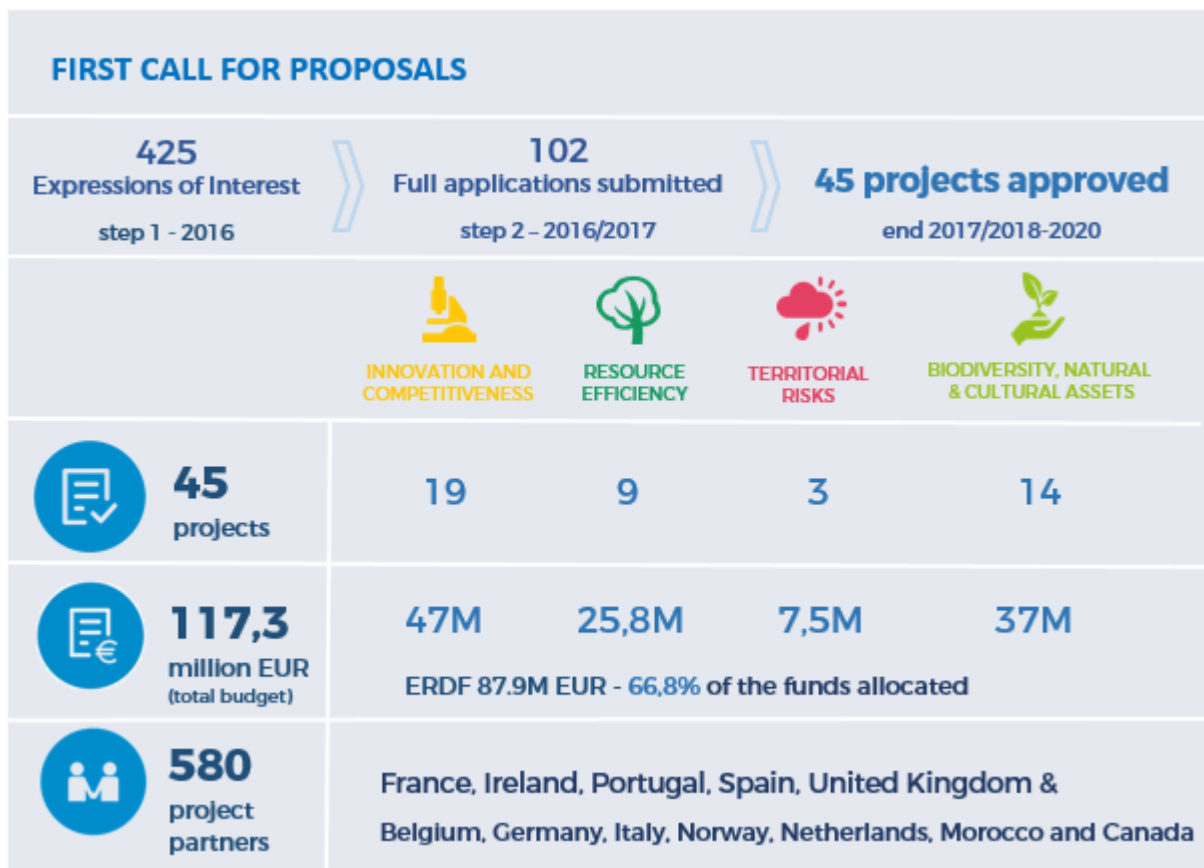 FIRST CALL FOR PROPOSALS
425
Expressions of Interest
step 1 - 2016
102
Full applications submitted
step 2 – 2016/2017
45 projects approved
end 2017/2018-2020
INNOVATION AND
COMPETITIVENESS
RESOURCE
EFFICIENCY
TERRITORIAL
RISKS
BIODIVERSITY, NATURAL
& CULTURAL ASSETS
45
projects
19
9
3
14
117,3
million EUR
(total budget)
47M
25,8M
7,5M
37M
ERDF 87.9M EUR - 66,8% of the funds allocated
580
project
partners
France, Ireland, Portugal, Spain, United Kingdom &
Belgium, Germany, Italy, Norway, Netherlands, Morocco and Canada